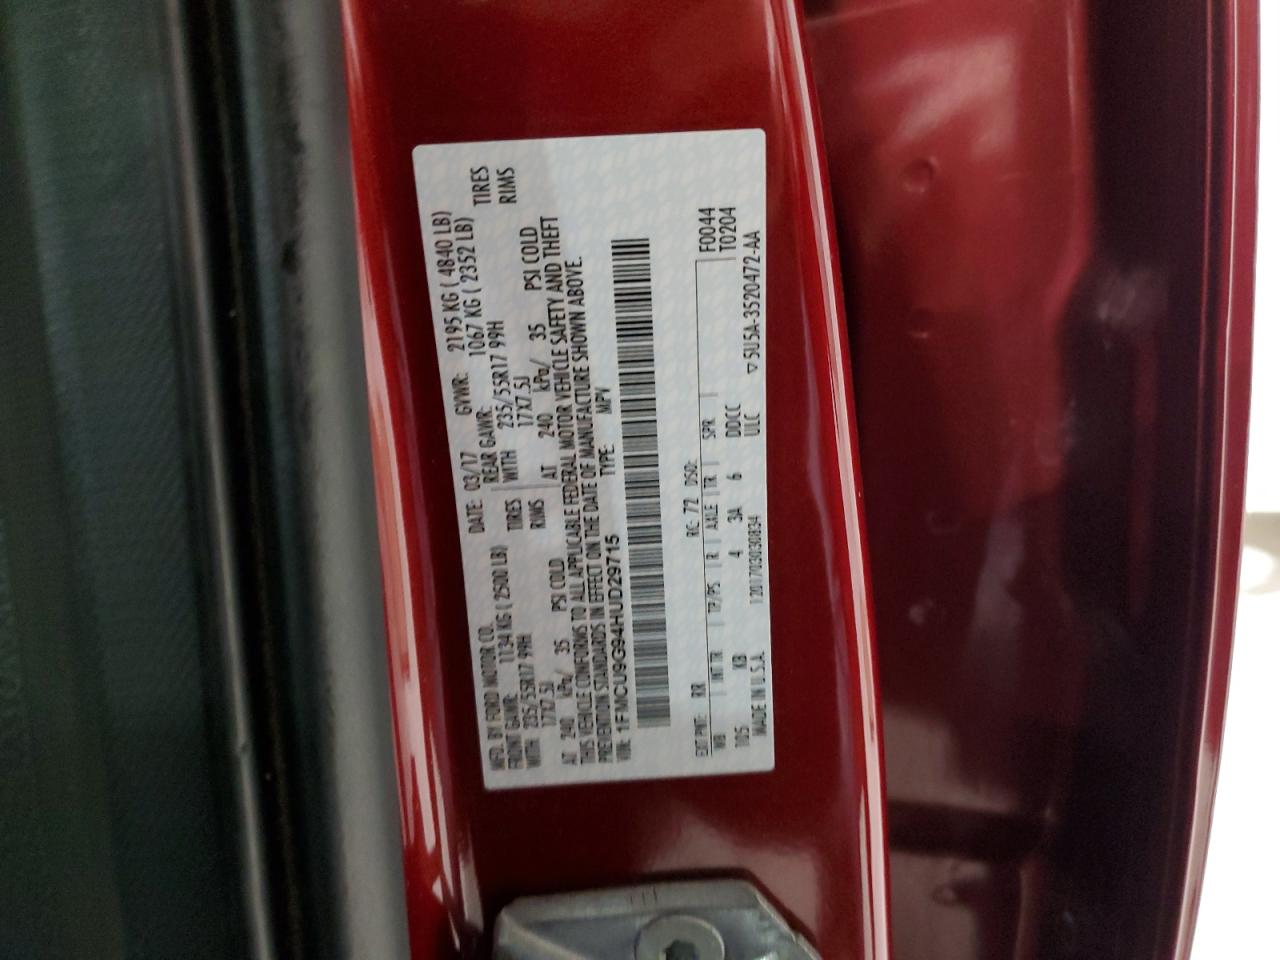 MFD. BY FORD MOTOR CO.
DATE: 03/17 GVWR: 2195 KG ( 4840 LB)
FRONT GAWR: 1134 KG ( 2500 LB) REAR GAWR: 1067 KG ( 2352 LB)
WITH 235/55R17 99H TIRES WITH 235/55R17 99H TIRES
17X7.5J RIMS 17X7.5J RIMS
AT 240 kPa/ 35 PSI COLD AT 240 kPa/ 35 PSI COLD
THIS VEHICLE CONFORMS TO ALL APPLICABLE FEDERAL MOTOR VEHICLE SAFETY AND THEFT
PREVENTION STANDARDS IN EFFECT ON THE DATE OF MANUFACTURE SHOWN ABOVE.
VIN: 1FMCU9G94HUD29715 TYPE: MPV
EXT PNT: RR RC: 72 DSO: F0044
WB INT TR TP/PS R AXLE TR SPR T0204
105 KB 4 3A 6 DDCC
MADE IN U.S.A. 1201703030834 ULC ▽5U5A-3520472-AA